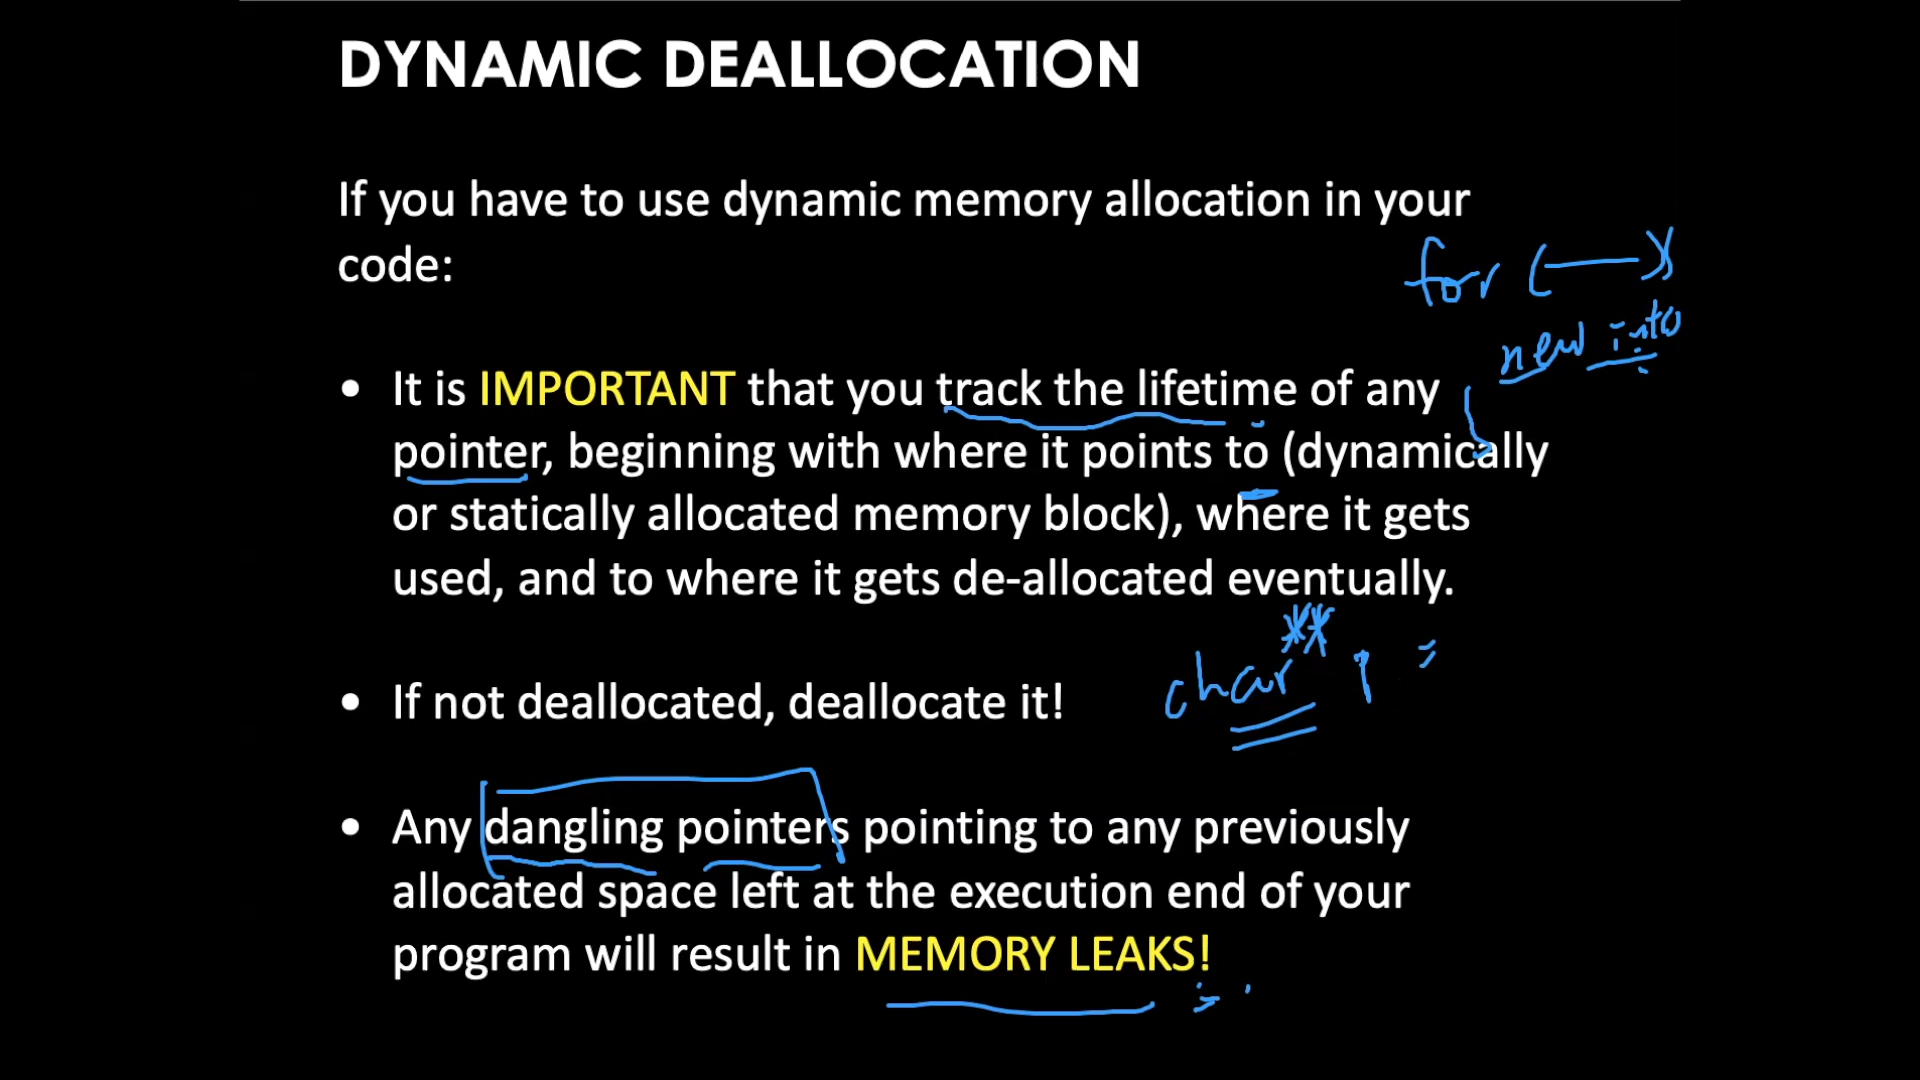 DYNAMIC DEALLOCATION
If you have to use dynamic memory allocation in your
code:
for (
new int
• It is IMPORTANT that you track the lifetime of any
pointer, beginning with where it points to (dynamically
or statically allocated memory block), where it gets
used, and to where it gets de-allocated eventually.
char** =
• If not deallocated, deallocate it!
• Any dangling pointers pointing to any previously
allocated space left at the execution end of your
program will result in MEMORY LEAKS!